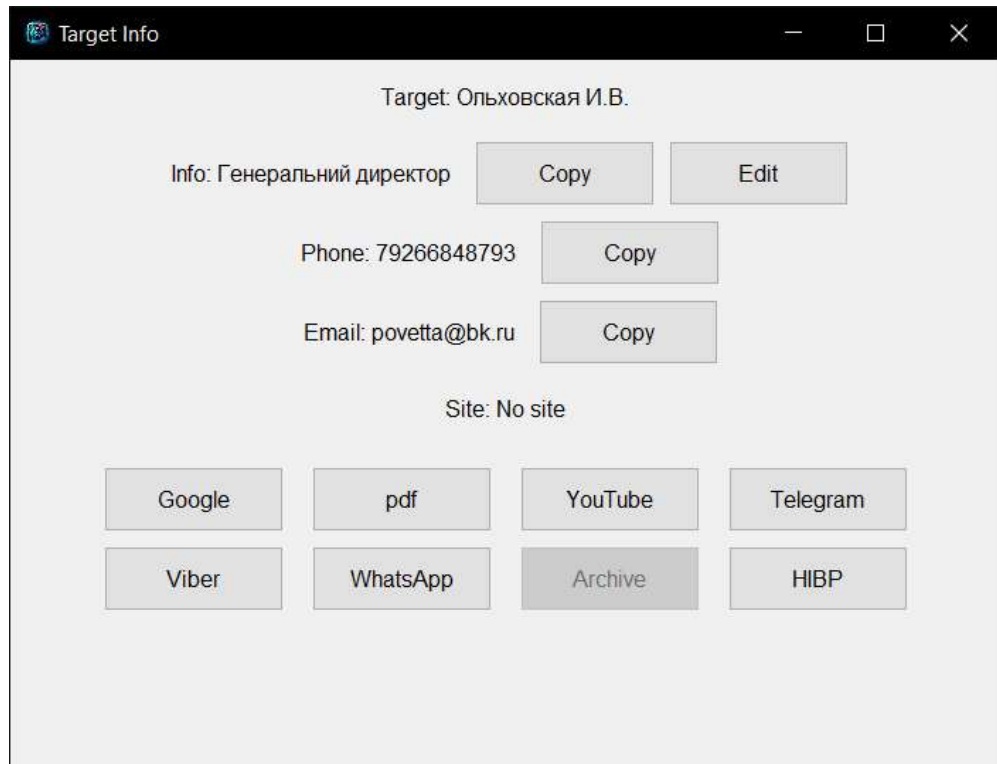 Target Info
Target: Ольховская И.В.
Info: Генеральний директор Copy Edit
Phone: 79266848793 Copy
Email: povetta@bk.ru Copy
Site: No site
Google pdf YouTube Telegram
Viber WhatsApp Archive HIBP